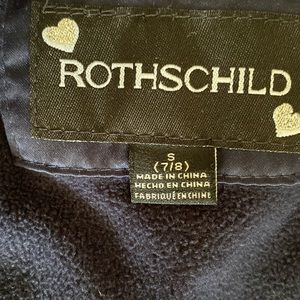 ROTHSCHILD
S
(7/8)
MADE IN CHINA
HECHO EN CHINA
FABRIQUÉ EN CHINE